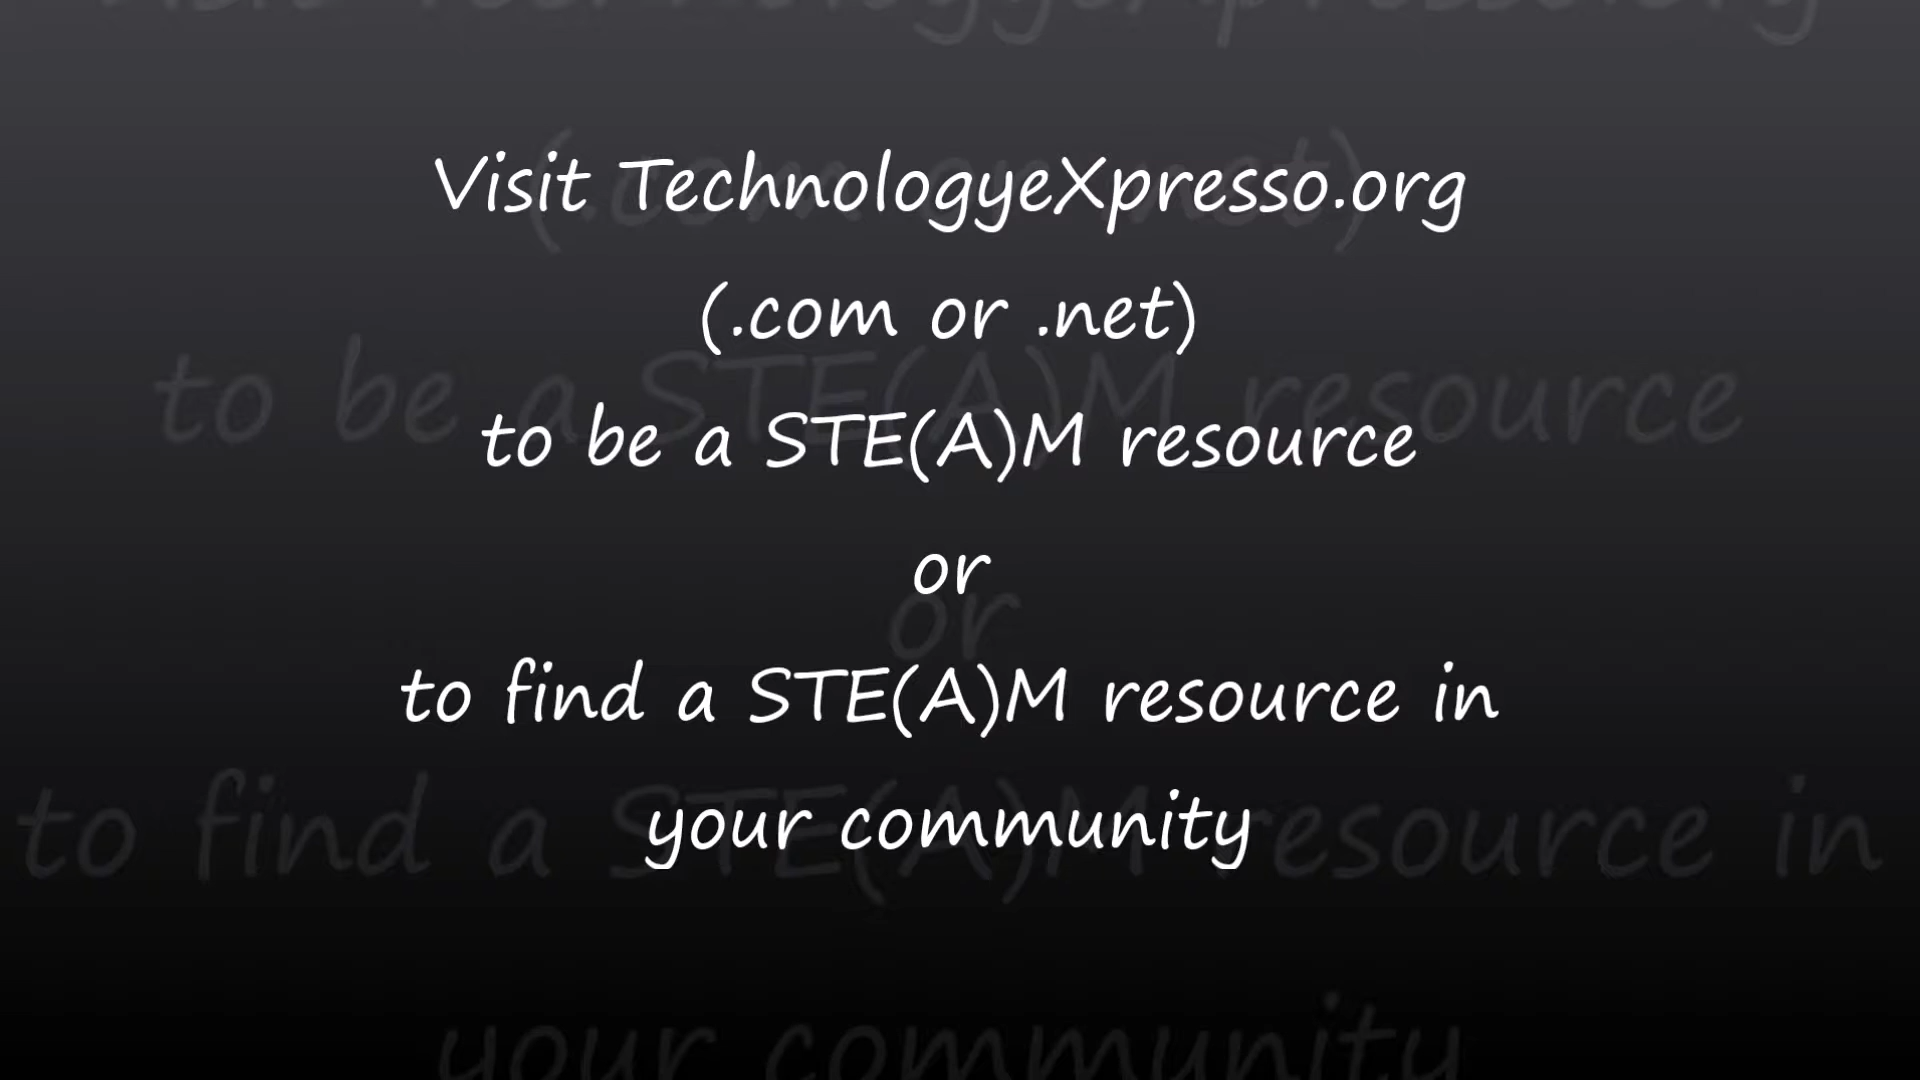 Visit TechnologyeXpresso.org
(.com or .net)
to be a STE(A)M resource
or
to find a STE(A)M resource in
your community